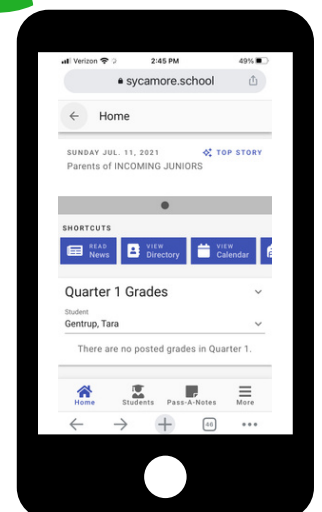 Verizon
2:45 PM
49%
sycamore.school
Home
SUNDAY JUL. 11, 2021
TOP STORY
Parents of INCOMING JUNIORS
SHORTCUTS
READ
News
VIEW
Directory
VIEW
Calendar
Quarter 1 Grades
Student
Gentrup, Tara
There are no posted grades in Quarter 1.
Home
Students
Pass-A-Notes
More
46